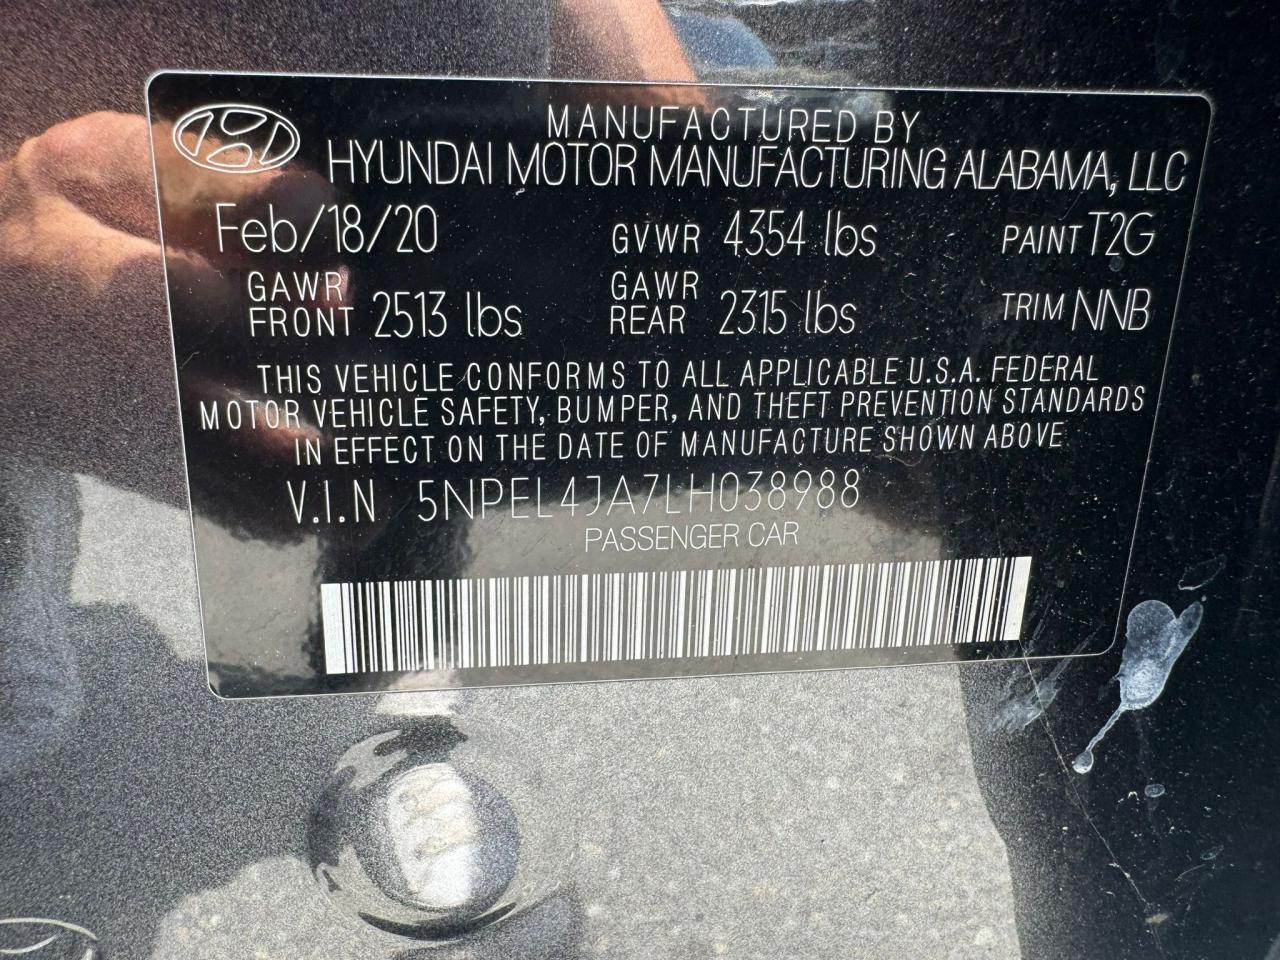 MANUFACTURED BY
HYUNDAI MOTOR MANUFACTURING ALABAMA, LLC
Feb/18/20 GVWR 4354 lbs PAINT T2G
GAWR FRONT 2513 lbs GAWR REAR 2315 lbs TRIM NNB
THIS VEHICLE CONFORMS TO ALL APPLICABLE U.S.A. FEDERAL
MOTOR VEHICLE SAFETY, BUMPER, AND THEFT PREVENTION STANDARDS
IN EFFECT ON THE DATE OF MANUFACTURE SHOWN ABOVE
V.I.N 5NPEL4JA7LH038988
PASSENGER CAR